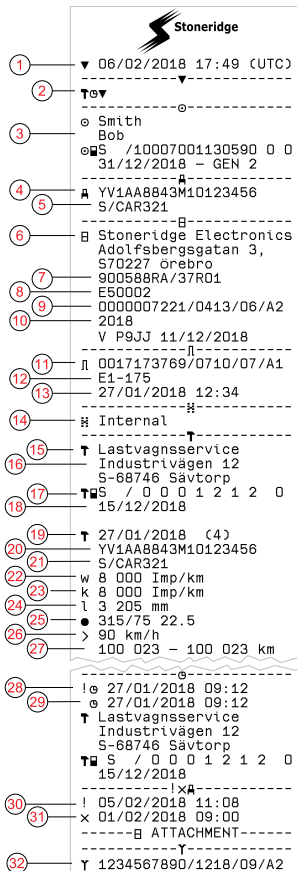 Stoneridge
1 ▼ 06/02/2018 17:49 (UTC)
2
3 Smith
Bob
S /10007001130590 0 0
31/12/2018 – GEN 2
4 YV1AA8843M10123456
5 S/CAR321
6 Stoneridge Electronics
Adolfsbergsgatan 3,
S70227 örebro
7 900588RA/37R01
8 E50002
9 0000007221/0413/06/A2
10 2018
V P9JJ 11/12/2018
11 0017173769/0710/07/A1
12 E1-175
13 27/01/2018 12:34
14 Internal
15 Lastvagnsservice
16 Industrivägen 12
S-68746 Sävtorp
17 S / 0 0 0 1 2 1 2 0
18 15/12/2018
19 27/01/2018 (4)
20 YV1AA8843M10123456
21 S/CAR321
22 w 8 000 Imp/km
23 k 8 000 Imp/km
24 l 3 205 mm
25 ● 315/75 22.5
26 > 90 km/h
27 100 023 – 100 023 km
28 ! 27/01/2018 09:12
29 27/01/2018 09:12
Lastvagnsservice
Industrivägen 12
S-68746 Sävtorp
S / 0 0 0 1 2 1 2 0
15/12/2018
! ×
30 ! 05/02/2018 11:08
31 × 01/02/2018 09:00
ATTACHMENT
32 1234567890/1218/09/A2